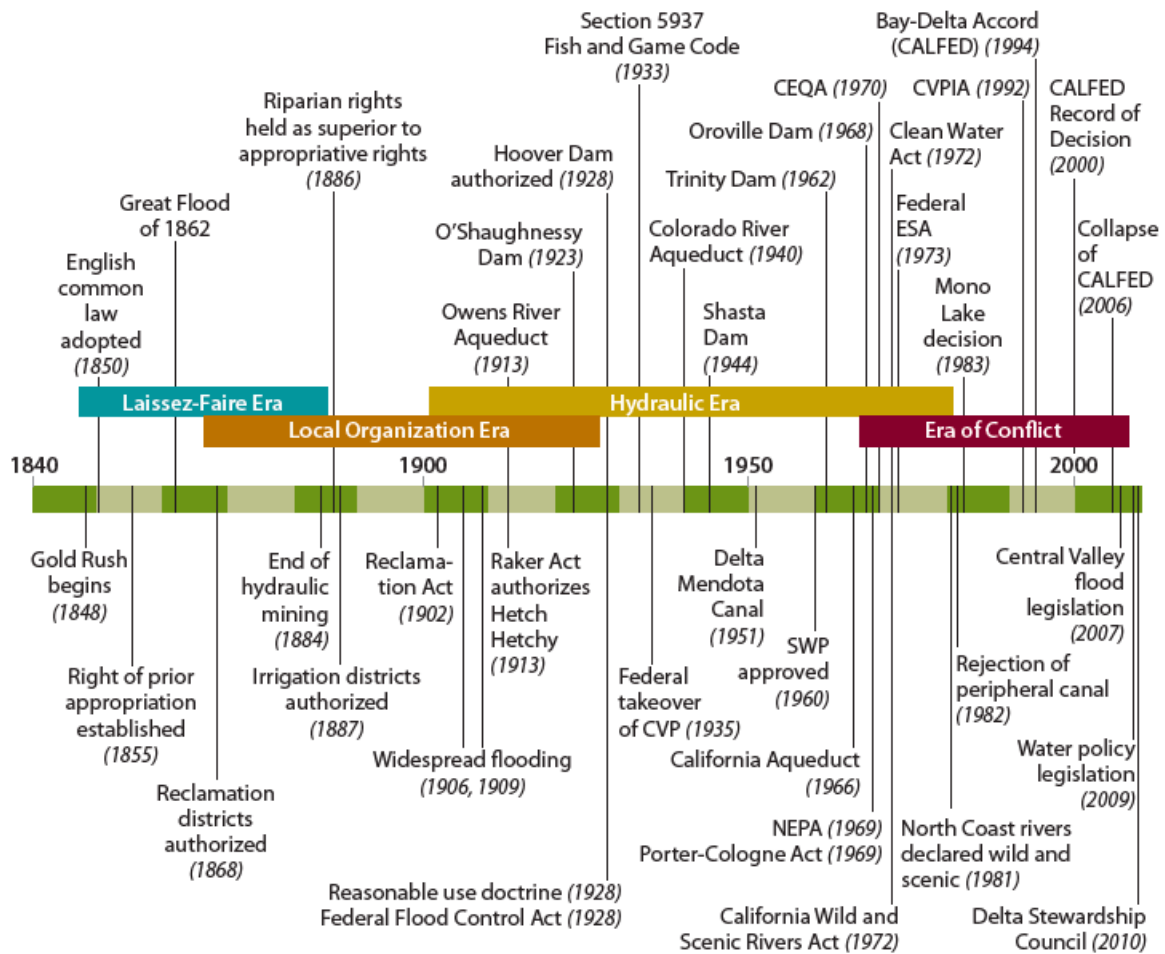 Section 5937
Fish and Game Code
(1933)
Bay-Delta Accord
(CALFED) (1994)
Riparian rights
held as superior to
appropriative rights
(1886)
CEQA (1970)
CVPIA (1992)
CALFED
Record of
Decision
(2000)
Hoover Dam
authorized (1928)
Oroville Dam (1968)
Clean Water
Act (1972)
Trinity Dam (1962)
Great Flood
of 1862
O'Shaughnessy
Dam (1923)
Colorado River
Aqueduct (1940)
Federal
ESA
(1973)
Collapse
of
CALFED
(2006)
English
common
law
adopted
(1850)
Owens River
Aqueduct
(1913)
Shasta
Dam
(1944)
Mono
Lake
decision
(1983)
Laissez-Faire Era
Hydraulic Era
Local Organization Era
Era of Conflict
1840
1900
1950
2000
Gold Rush
begins
(1848)
End of
hydraulic
mining
(1884)
Reclama-
tion Act
(1902)
Raker Act
authorizes
Hetch
Hetchy
(1913)
Delta
Mendota
Canal
(1951)
Central Valley
flood
legislation
(2007)
Right of prior
appropriation
established
(1855)
Irrigation districts
authorized
(1887)
Federal
takeover
of CVP (1935)
SWP
approved
(1960)
Rejection of
peripheral canal
(1982)
Widespread flooding
(1906, 1909)
California Aqueduct
(1966)
Water policy
legislation
(2009)
Reclamation
districts
authorized
(1868)
NEPA (1969)
Porter-Cologne Act (1969)
North Coast rivers
declared wild and
scenic (1981)
Reasonable use doctrine (1928)
Federal Flood Control Act (1928)
California Wild and
Scenic Rivers Act (1972)
Delta Stewardship
Council (2010)